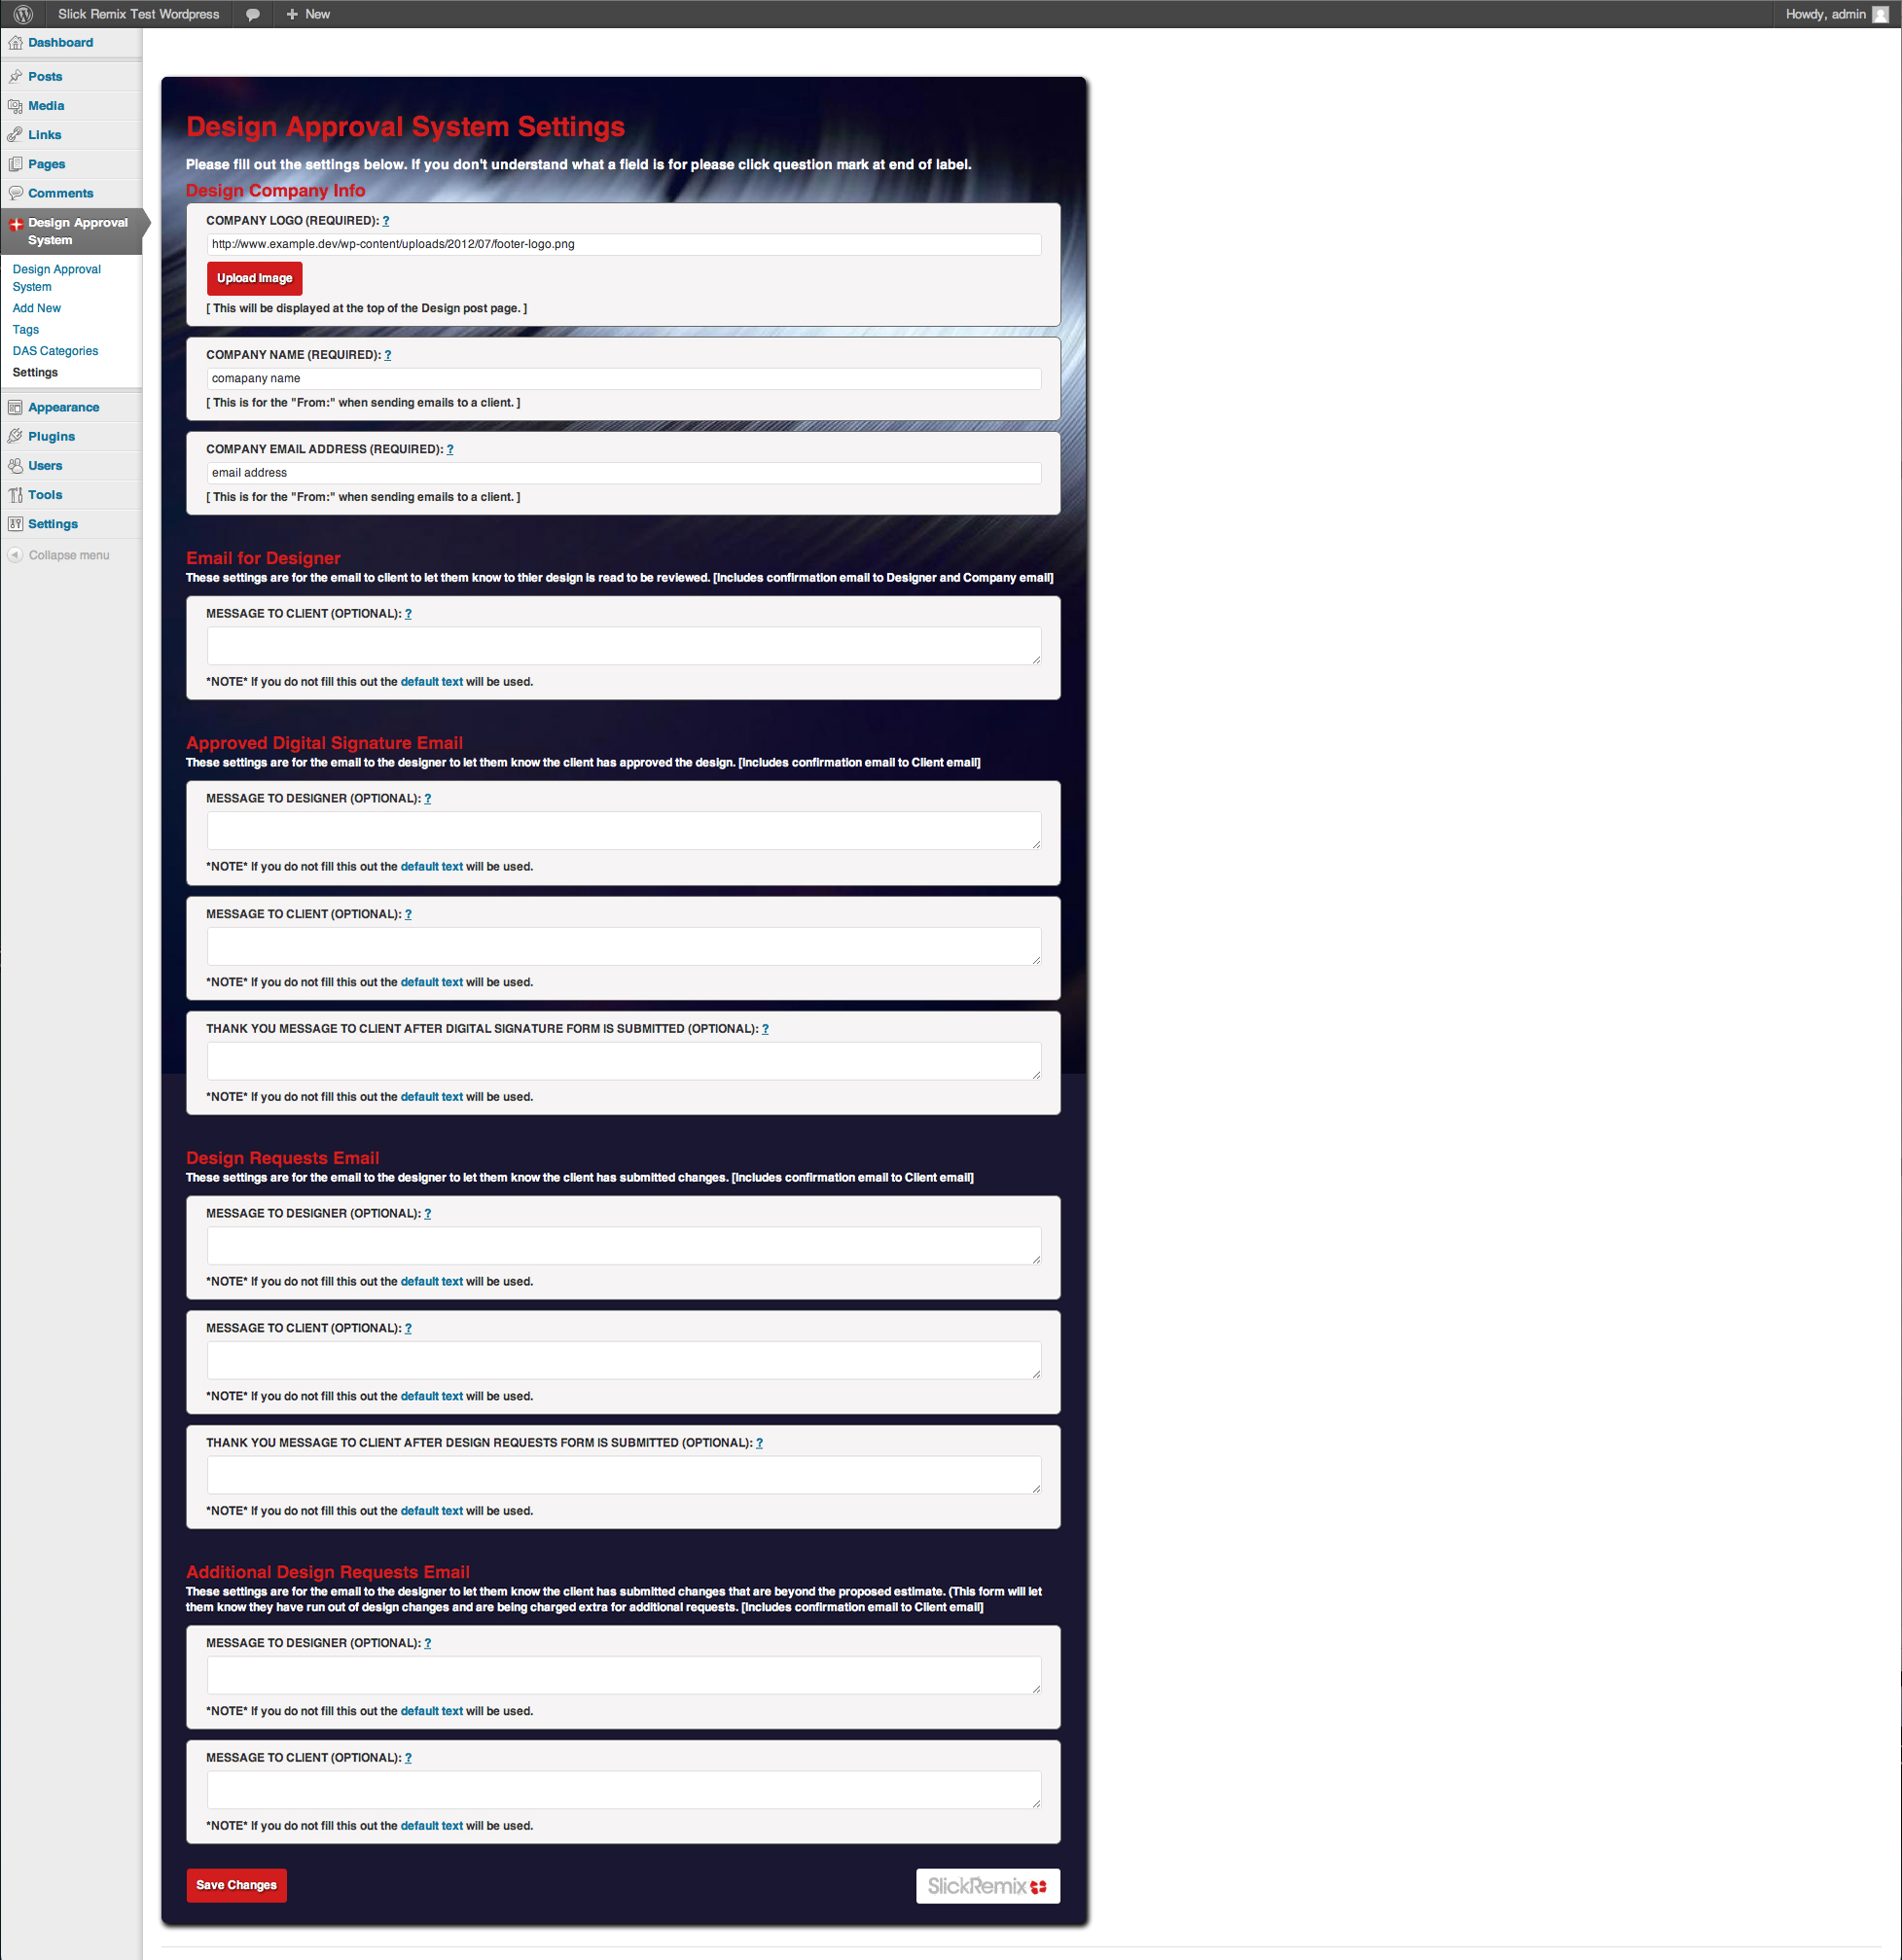 Slick Remix Test Wordpress
+ New
Howdy, admin
Dashboard
Posts
Media
Links
Pages
Comments
Design Approval
System
Design Approval
System
Add New
Tags
DAS Categories
Settings
Appearance
Plugins
Users
Tools
Settings
Collapse menu
Design Approval System Settings
Please fill out the settings below. If you don't understand what a field is for please click question mark at end of label.
Design Company Info
COMPANY LOGO (REQUIRED): ?
http://www.example.dev/wp-content/uploads/2012/07/footer-logo.png
Upload Image
[ This will be displayed at the top of the Design post page. ]
COMPANY NAME (REQUIRED): ?
comapany name
[ This is for the "From:" when sending emails to a client. ]
COMPANY EMAIL ADDRESS (REQUIRED): ?
email address
[ This is for the "From:" when sending emails to a client. ]
Email for Designer
These settings are for the email to client to let them know to thier design is read to be reviewed. [Includes confirmation email to Designer and Company email]
MESSAGE TO CLIENT (OPTIONAL): ?
*NOTE* If you do not fill this out the default text will be used.
Approved Digital Signature Email
These settings are for the email to the designer to let them know the client has approved the design. [Includes confirmation email to Client email]
MESSAGE TO DESIGNER (OPTIONAL): ?
*NOTE* If you do not fill this out the default text will be used.
MESSAGE TO CLIENT (OPTIONAL): ?
*NOTE* If you do not fill this out the default text will be used.
THANK YOU MESSAGE TO CLIENT AFTER DIGITAL SIGNATURE FORM IS SUBMITTED (OPTIONAL): ?
*NOTE* If you do not fill this out the default text will be used.
Design Requests Email
These settings are for the email to the designer to let them know the client has submitted changes. [Includes confirmation email to Client email]
MESSAGE TO DESIGNER (OPTIONAL): ?
*NOTE* If you do not fill this out the default text will be used.
MESSAGE TO CLIENT (OPTIONAL): ?
*NOTE* If you do not fill this out the default text will be used.
THANK YOU MESSAGE TO CLIENT AFTER DESIGN REQUESTS FORM IS SUBMITTED (OPTIONAL): ?
*NOTE* If you do not fill this out the default text will be used.
Additional Design Requests Email
These settings are for the email to the designer to let them know the client has submitted changes that are beyond the proposed estimate. (This form will let
them know they have run out of design changes and are being charged extra for additional requests. [Includes confirmation email to Client email]
MESSAGE TO DESIGNER (OPTIONAL): ?
*NOTE* If you do not fill this out the default text will be used.
MESSAGE TO CLIENT (OPTIONAL): ?
*NOTE* If you do not fill this out the default text will be used.
Save Changes
SlickRemix